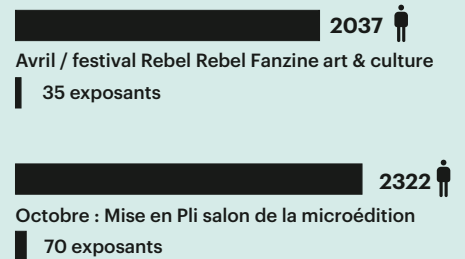 2037
Avril / festival Rebel Rebel Fanzine art & culture
35 exposants
2322
Octobre : Mise en Pli salon de la microédition
70 exposants